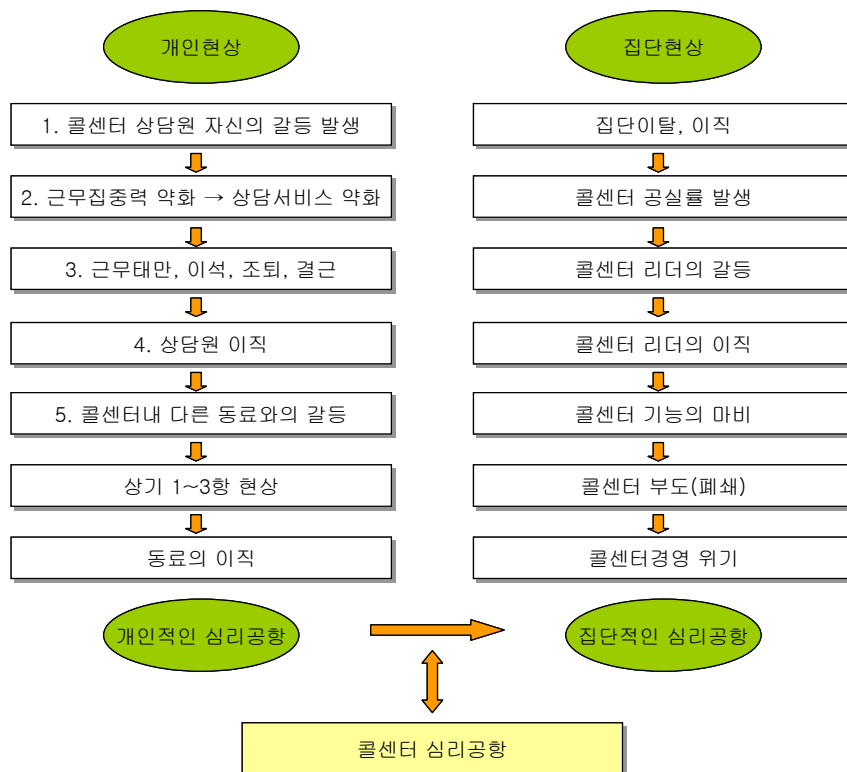 개인현상
1. 콜센터 상담원 자신의 갈등 발생
2. 근무집중력 약화 → 상담서비스 약화
3. 근무태만, 이석, 조퇴, 결근
4. 상담원 이직
5. 콜센터내 다른 동료와의 갈등
상기 1~3항 현상
동료의 이직
개인적인 심리공항
집단현상
집단이탈, 이직
콜센터 공실률 발생
콜센터 리더의 갈등
콜센터 리더의 이직
콜센터 기능의 마비
콜센터 부도(폐쇄)
콜센터경영 위기
집단적인 심리공항
콜센터 심리공항